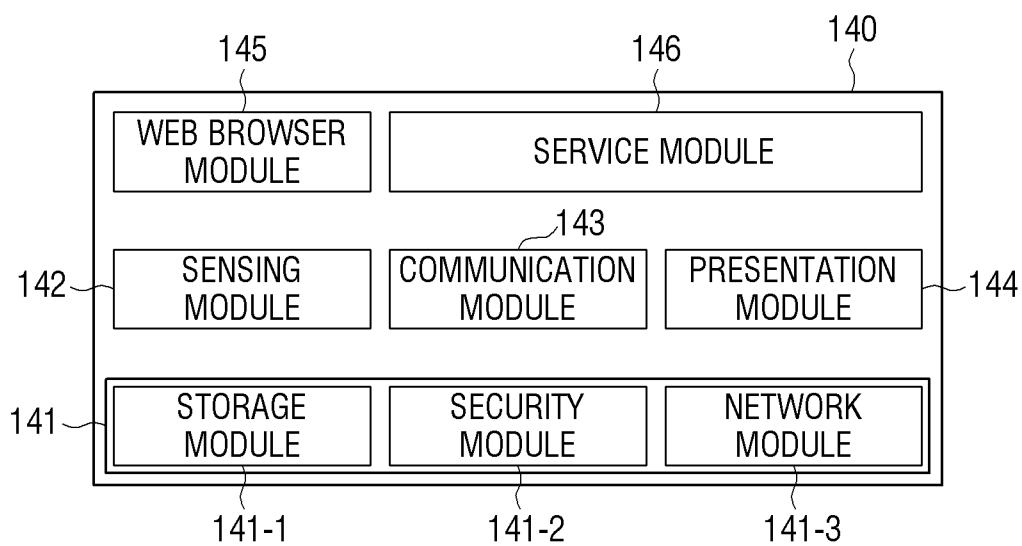 145
146
140
WEB BROWSER
MODULE
SERVICE MODULE
143
142
SENSING
MODULE
COMMUNICATION
MODULE
PRESENTATION
MODULE
144
141
STORAGE
MODULE
SECURITY
MODULE
NETWORK
MODULE
141-1
141-2
141-3